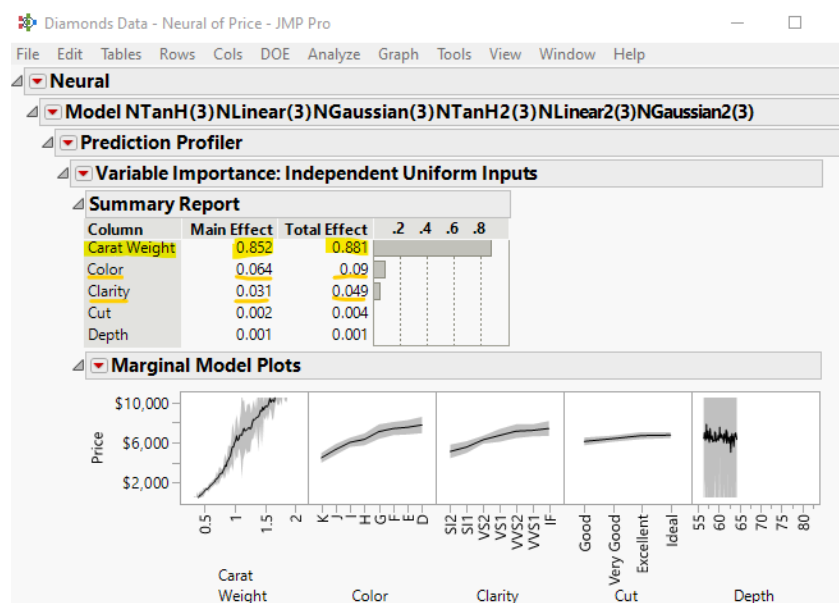 Diamonds Data - Neural of Price - JMP Pro
File Edit Tables Rows Cols DOE Analyze Graph Tools View Window Help
Neural
Model NTanH(3)NLinear(3)NGaussian(3)NTanH2(3)NLinear2(3)NGaussian2(3)
Prediction Profiler
Variable Importance: Independent Uniform Inputs
Summary Report
Column Main Effect Total Effect .2 .4 .6 .8
Carat Weight 0.852 0.881
Color 0.064 0.09
Clarity 0.031 0.049
Cut 0.002 0.004
Depth 0.001 0.001
Marginal Model Plots
Price
$10,000
$6,000
$2,000
0.5 1 1.5 2
K J I H G F E D
SI2 SI1 VS2 VS1 VVS2 VVS1 IF
Good Very Good Excellent Ideal
55 60 65 70 75 80
Carat
Weight Color Clarity Cut Depth